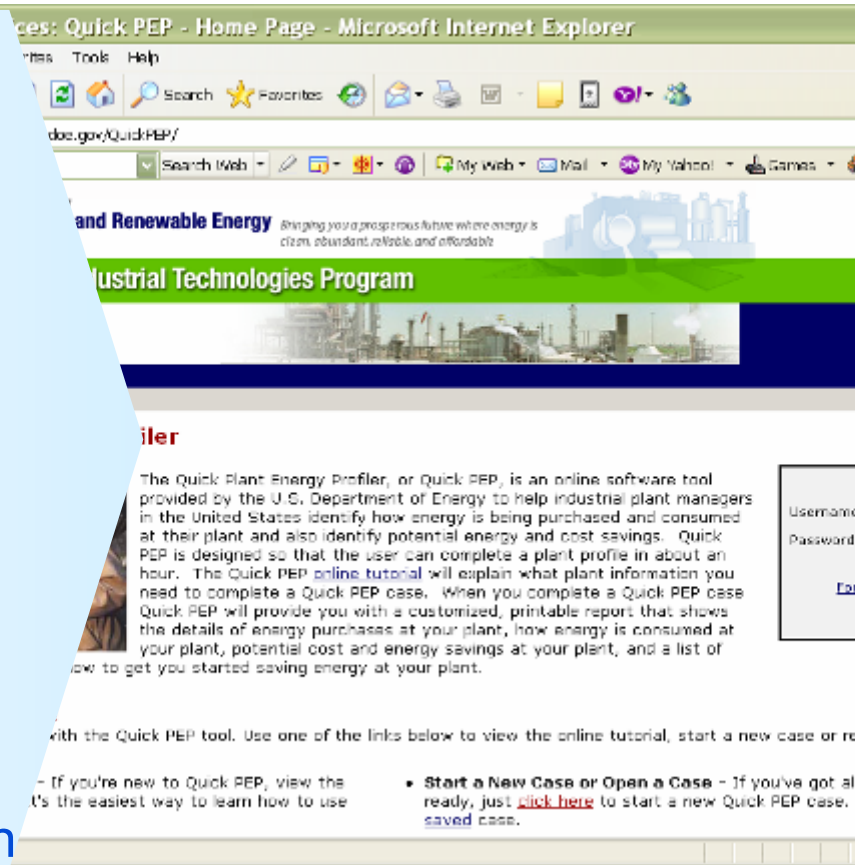 ces: Quick PEP - Home Page - Microsoft Internet Explorer
rites Tools Help
Search Favorites
doe.gov/QuickPEP/
Search Web My Web Mail My Yahoo! Games
and Renewable Energy Bringing you a prosperous future where energy is
clean, abundant, reliable, and affordable
ustrial Technologies Program
iler
The Quick Plant Energy Profiler, or Quick PEP, is an online software tool
provided by the U.S. Department of Energy to help industrial plant managers
in the United States identify how energy is being purchased and consumed
at their plant and also identify potential energy and cost savings. Quick
PEP is designed so that the user can complete a plant profile in about an
hour. The Quick PEP online tutorial will explain what plant information you
need to complete a Quick PEP case. When you complete a Quick PEP case
Quick PEP will provide you with a customized, printable report that shows
the details of energy purchases at your plant, how energy is consumed at
your plant, potential cost and energy savings at your plant, and a list of
ow to get you started saving energy at your plant.
Username
Password
For
with the Quick PEP tool. Use one of the links below to view the online tutorial, start a new case or re
- If you're new to Quick PEP, view the
t's the easiest way to learn how to use
• Start a New Case or Open a Case - If you've got al
ready, just click here to start a new Quick PEP case.
saved case.
n